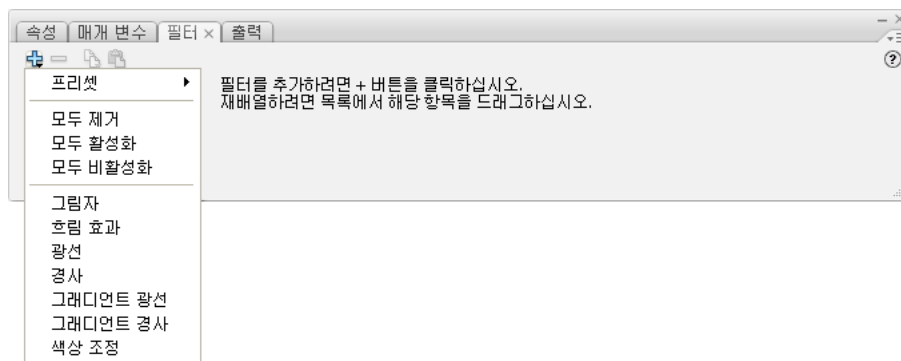 속성 매개 변수 필터 × 출력
필터를 추가하려면 + 버튼을 클릭하십시오.
재배열하려면 목록에서 해당 항목을 드래그하십시오.
프리셋
모두 제거
모두 활성화
모두 비활성화
그림자
흐림 효과
광선
경사
그래디언트 광선
그래디언트 경사
색상 조정